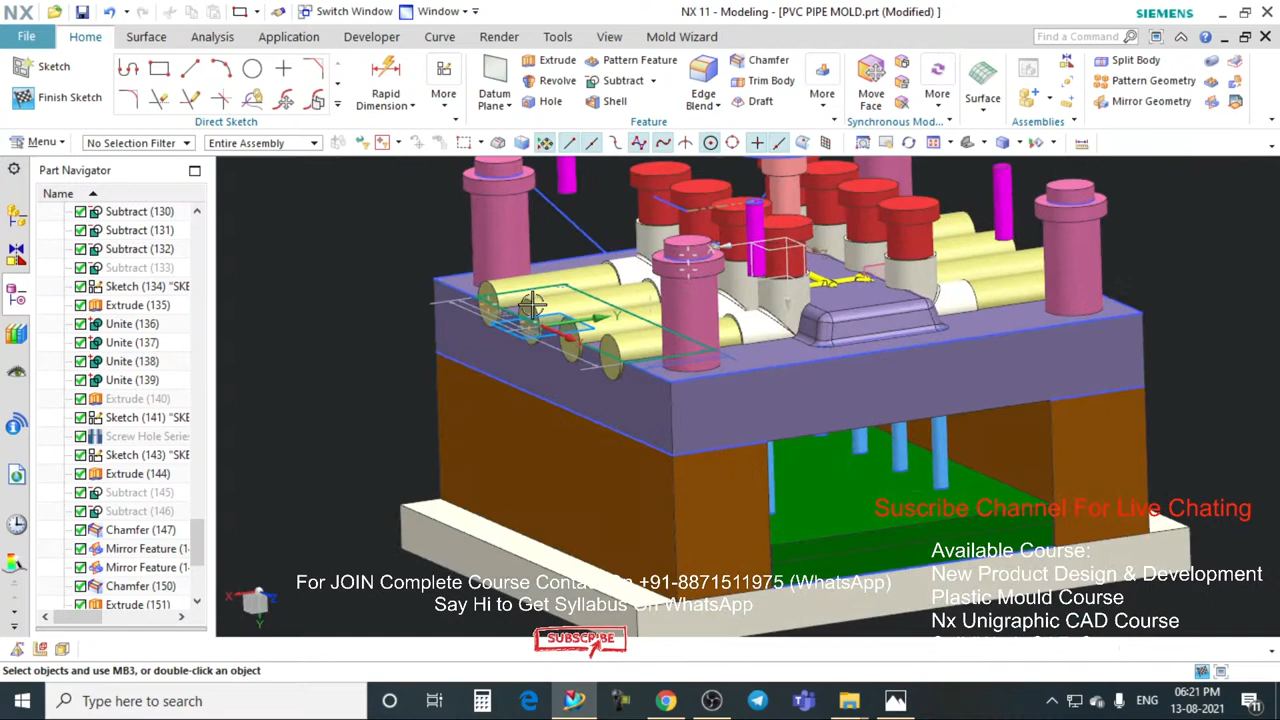 NX
Switch Window
Window
NX 11 - Modeling - [PVC PIPE MOLD.prt (Modified) ]
SIEMENS
File
Home
Surface
Analysis
Application
Developer
Curve
Render
Tools
View
Mold Wizard
Find a Command
Sketch
Finish Sketch
Direct Sketch
Rapid Dimension
More
Datum Plane
Extrude
Revolve
Hole
Pattern Feature
Subtract
Shell
Edge Blend
Chamfer
Trim Body
Draft
More
Feature
Move Face
More
Synchronous Mod...
Surface
Split Body
Pattern Geometry
Mirror Geometry
Assemblies
Menu
No Selection Filter
Entire Assembly
Part Navigator
Name
Subtract (130)
Subtract (131)
Subtract (132)
Subtract (133)
Sketch (134) "SKE
Extrude (135)
Unite (136)
Unite (137)
Unite (138)
Unite (139)
Extrude (140)
Sketch (141) "SKE
Screw Hole Series
Sketch (143) "SKE
Extrude (144)
Subtract (145)
Subtract (146)
Chamfer (147)
Mirror Feature (1
Mirror Feature (1
Chamfer (150)
Extrude (151)
Y
X
Z
Y
Suscribe Channel For Live Chating
Available Course:
New Product Design & Development
Plastic Mould Course
Nx Unigraphic CAD Course
For JOIN Complete Course Contact On +91-8871511975 (WhatsApp)
Say Hi to Get Syllabus On WhatsApp
SUBSCRIBE
Select objects and use MB3, or double-click an object
Type here to search
ENG
06:21 PM
13-08-2021